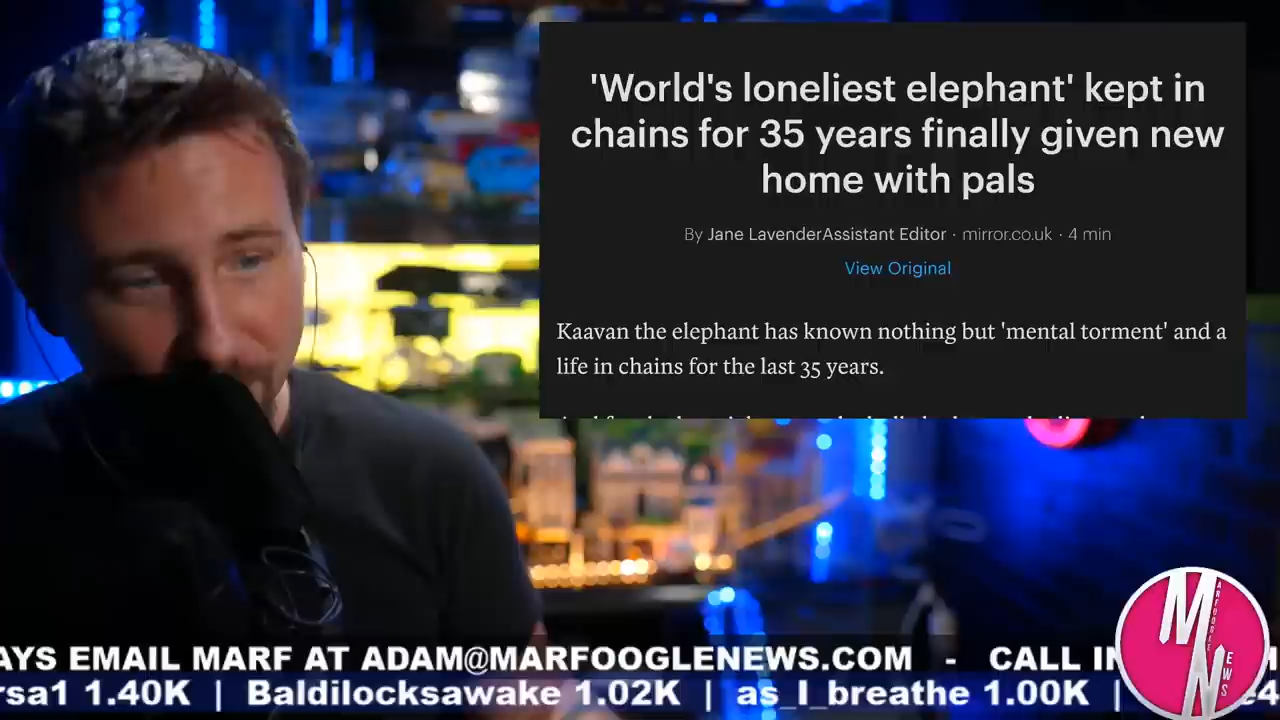 'World's loneliest elephant' kept in
chains for 35 years finally given new
home with pals
By Jane LavenderAssistant Editor · mirror.co.uk · 4 min
View Original
Kaavan the elephant has known nothing but 'mental torment' and a
life in chains for the last 35 years.
AYS EMAIL MARF AT ADAM@MARFOOGLENEWS.COM - CALL IN
rsa1 1.40K | Baldilocksawake 1.02K | as_I_breathe 1.00K |
MARFOOGLE
NEWS